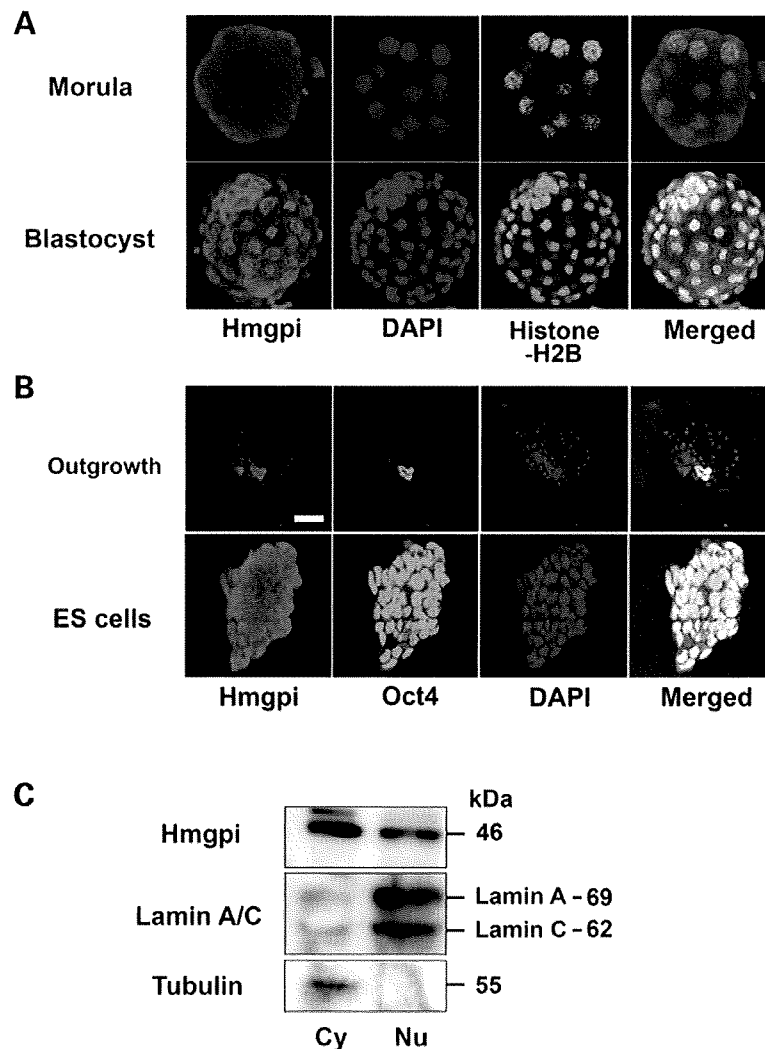 A
Morula
Blastocyst
Hmgpi DAPI Histone -H2B Merged
B
Outgrowth
ES cells
Hmgpi Oct4 DAPI Merged
C
kDa
Hmgpi 46
Lamin A/C Lamin A - 69
Lamin C - 62
Tubulin 55
Cy Nu